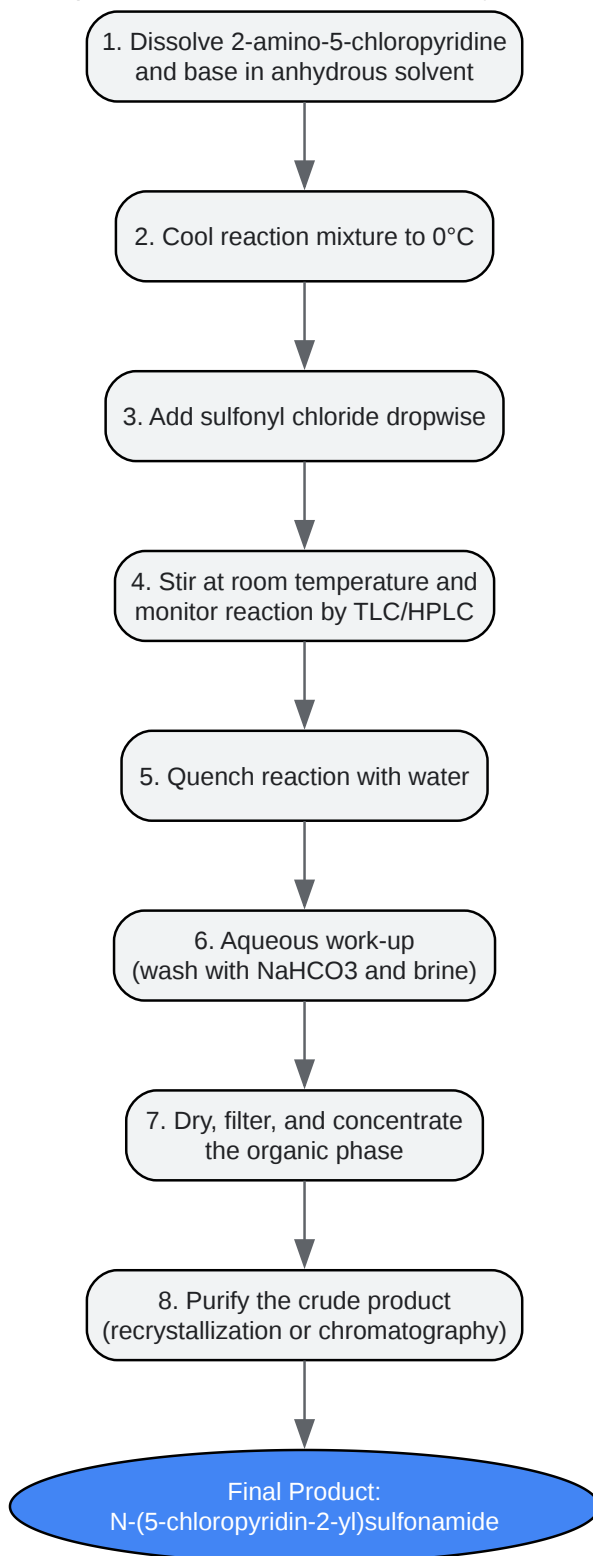 1. Dissolve 2-amino-5-chloropyridine
and base in anhydrous solvent
2. Cool reaction mixture to 0°C
3. Add sulfonyl chloride dropwise
4. Stir at room temperature and
monitor reaction by TLC/HPLC
5. Quench reaction with water
6. Aqueous work-up
(wash with NaHCO3 and brine)
7. Dry, filter, and concentrate
the organic phase
8. Purify the crude product
(recrystallization or chromatography)
Final Product:
N-(5-chloropyridin-2-yl)sulfonamide